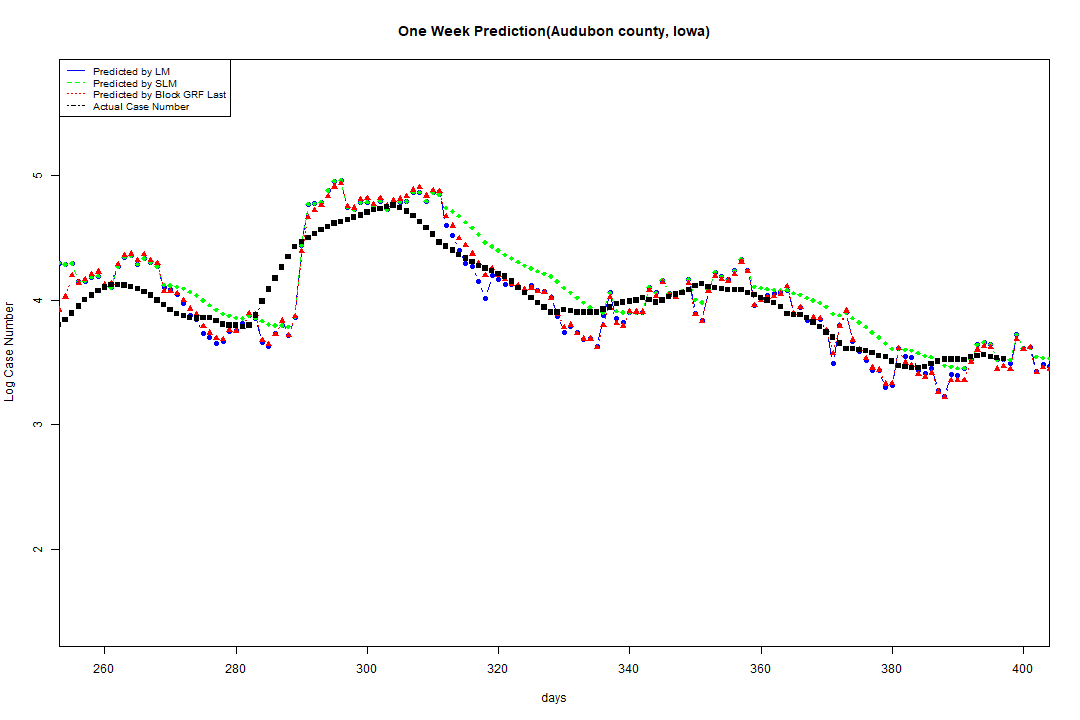 One Week Prediction(Audubon county, Iowa)
Predicted by LM
Predicted by SLM
Predicted by Block GRF Last
Actual Case Number
5
4
3
2
Log Case Number
260 280 300 320 340 360 380 400
days